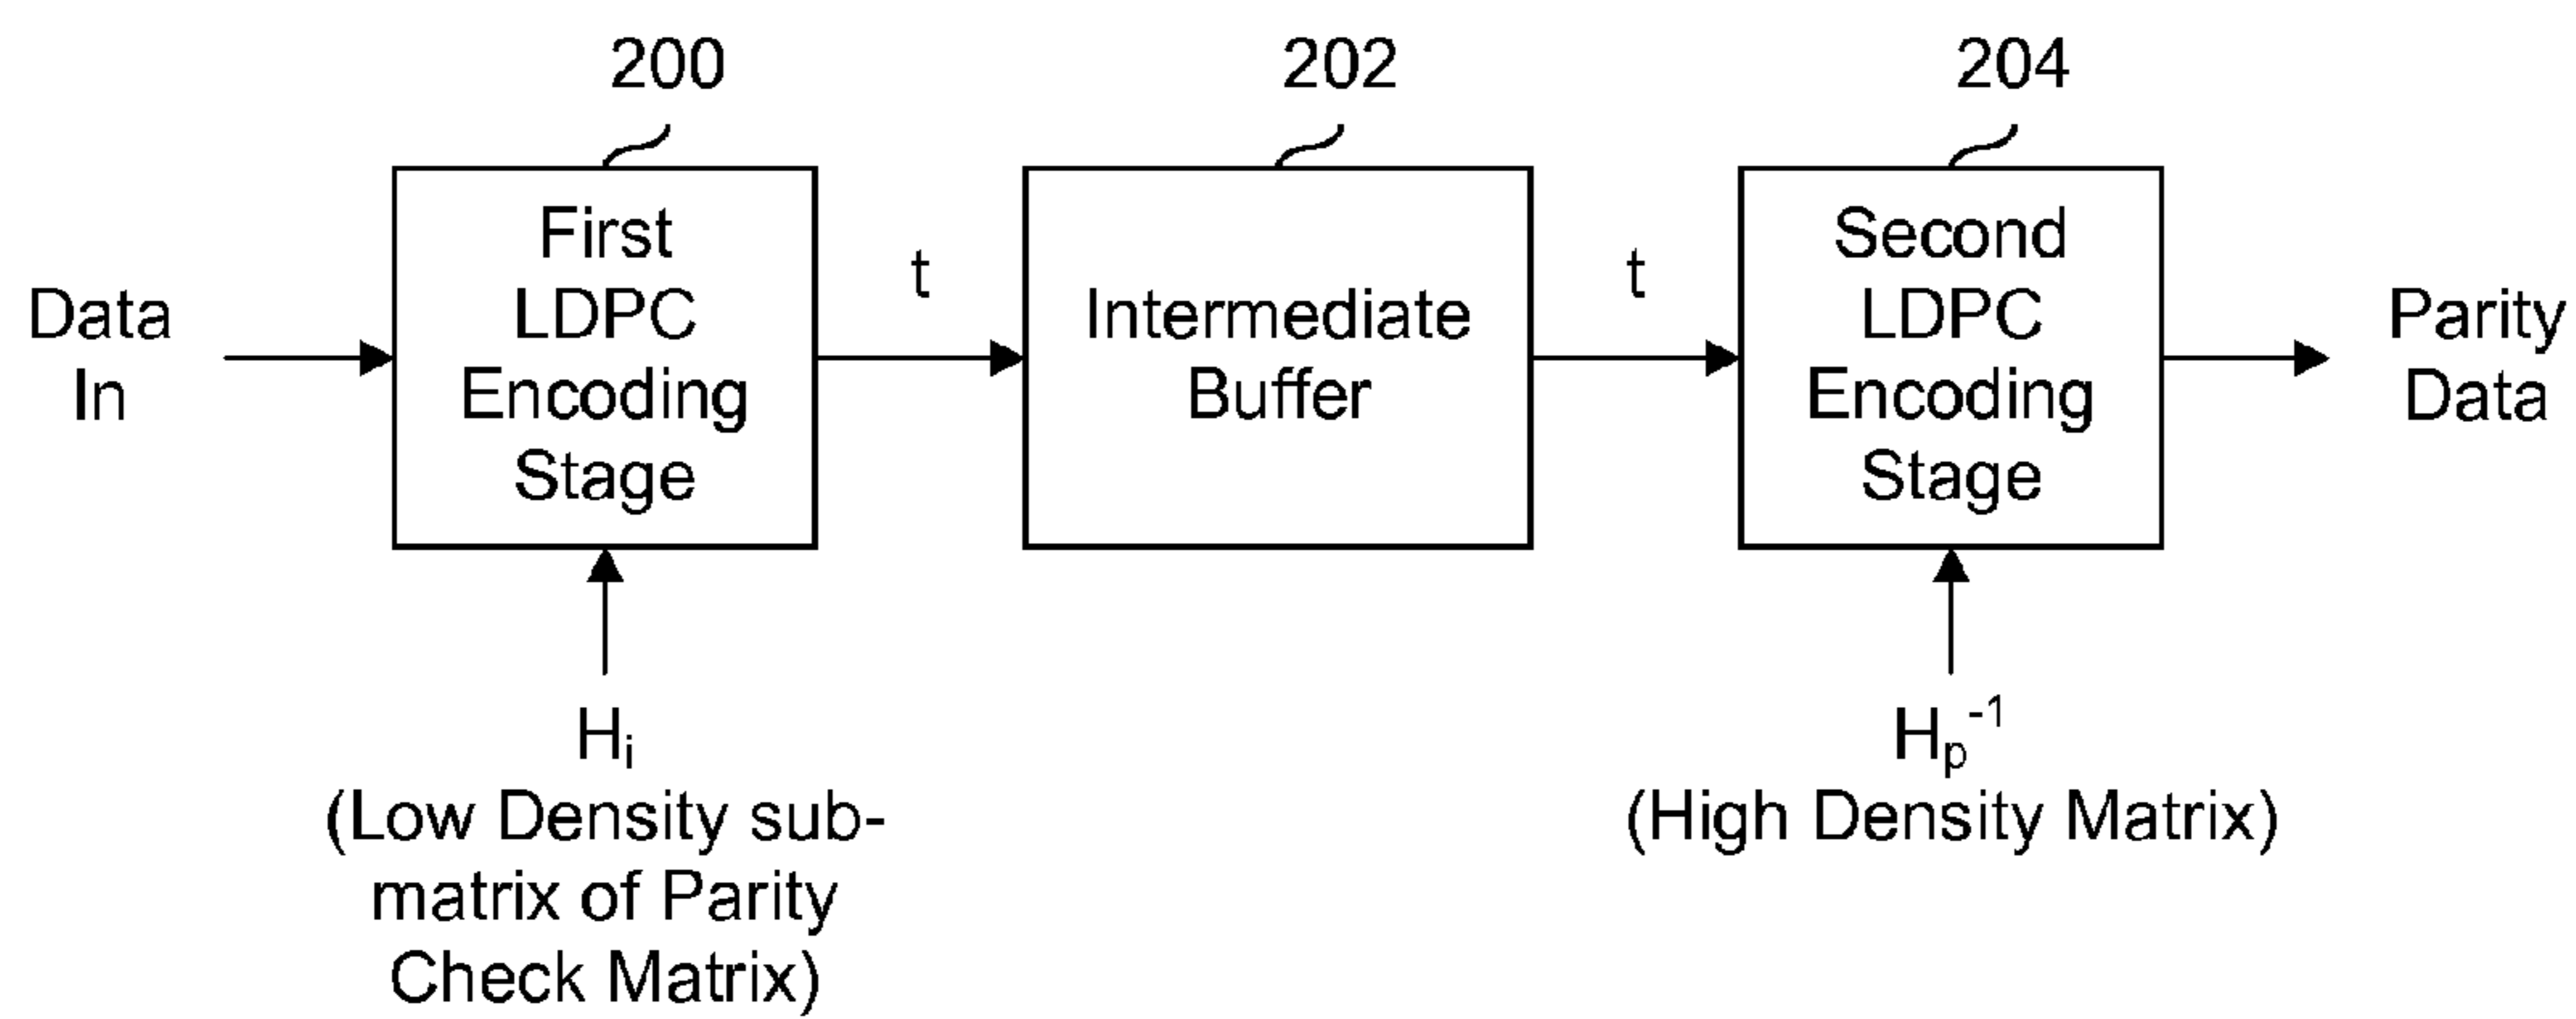 200
202
204
Data
In
First
LDPC
Encoding
Stage
t
Intermediate
Buffer
t
Second
LDPC
Encoding
Stage
Parity
Data
Hi
(Low Density sub-
matrix of Parity
Check Matrix)
Hp-1
(High Density Matrix)